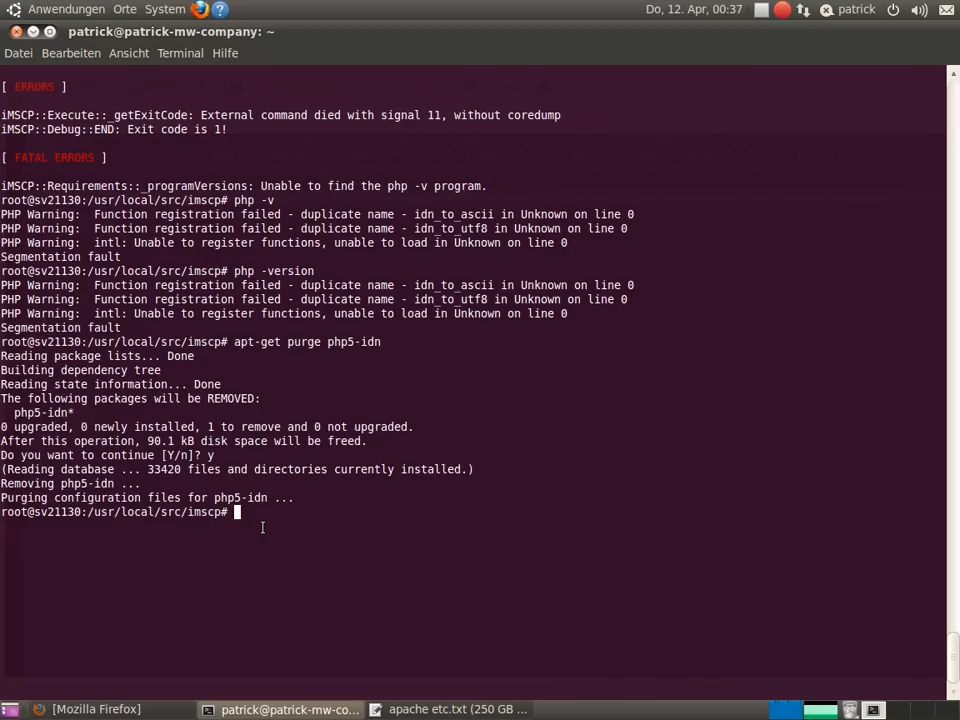 Anwendungen Orte System Do, 12. Apr, 00:37 patrick
patrick@patrick-mw-company: ~
Datei Bearbeiten Ansicht Terminal Hilfe
[ ERRORS ]
iMSCP::Execute::_getExitCode: External command died with signal 11, without coredump
iMSCP::Debug::END: Exit code is 1!
[ FATAL ERRORS ]
iMSCP::Requirements::_programVersions: Unable to find the php -v program.
root@sv21130:/usr/local/src/imscp# php -v
PHP Warning:  Function registration failed - duplicate name - idn_to_ascii in Unknown on line 0
PHP Warning:  Function registration failed - duplicate name - idn_to_utf8 in Unknown on line 0
PHP Warning:  intl: Unable to register functions, unable to load in Unknown on line 0
Segmentation fault
root@sv21130:/usr/local/src/imscp# php -version
PHP Warning:  Function registration failed - duplicate name - idn_to_ascii in Unknown on line 0
PHP Warning:  Function registration failed - duplicate name - idn_to_utf8 in Unknown on line 0
PHP Warning:  intl: Unable to register functions, unable to load in Unknown on line 0
Segmentation fault
root@sv21130:/usr/local/src/imscp# apt-get purge php5-idn
Reading package lists... Done
Building dependency tree
Reading state information... Done
The following packages will be REMOVED:
  php5-idn*
0 upgraded, 0 newly installed, 1 to remove and 0 not upgraded.
After this operation, 90.1 kB disk space will be freed.
Do you want to continue [Y/n]? y
(Reading database ... 33420 files and directories currently installed.)
Removing php5-idn ...
Purging configuration files for php5-idn ...
root@sv21130:/usr/local/src/imscp#
[Mozilla Firefox] patrick@patrick-mw-co... apache etc.txt (250 GB ...